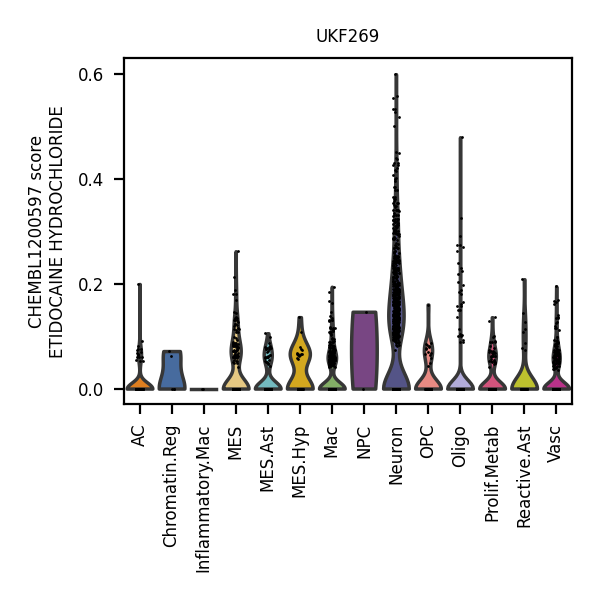 UKF269
CHEMBL1200597 score
ETIDOCAINE HYDROCHLORIDE
0.6
0.4
0.2
0.0
AC
Chromatin.Reg
Inflammatory.Mac
MES
MES.Ast
MES.Hyp
Mac
NPC
Neuron
OPC
Oligo
Prolif.Metab
Reactive.Ast
Vasc